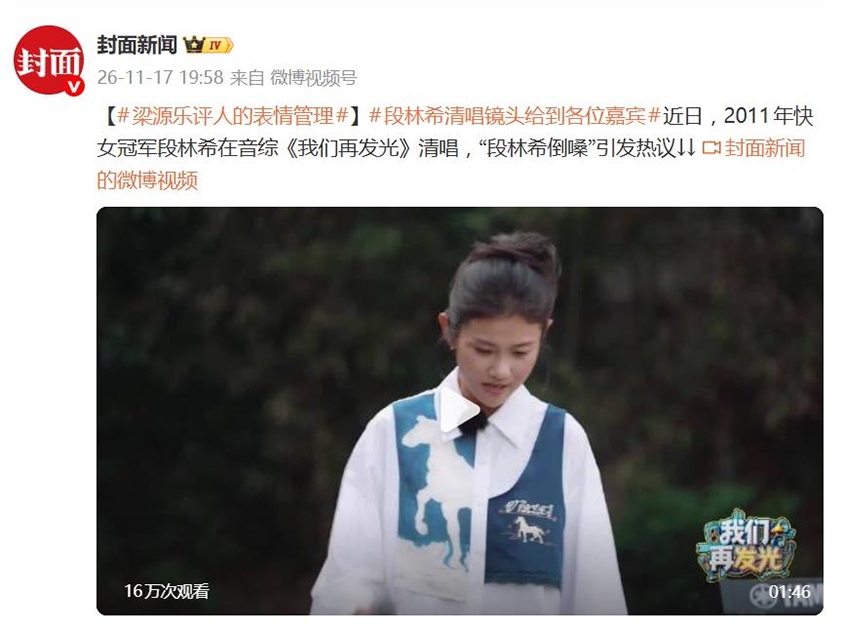 封面
封面新闻 IV
26-11-17 19:58 来自 微博视频号
【#梁源乐评人的表情管理#】#段林希清唱镜头给到各位嘉宾#近日，2011年快
女冠军段林希在音综《我们再发光》清唱，“段林希倒嗓”引发热议↓↓ 封面新闻
的微博视频
我们
再发光
16万次观看
01:46
YAM